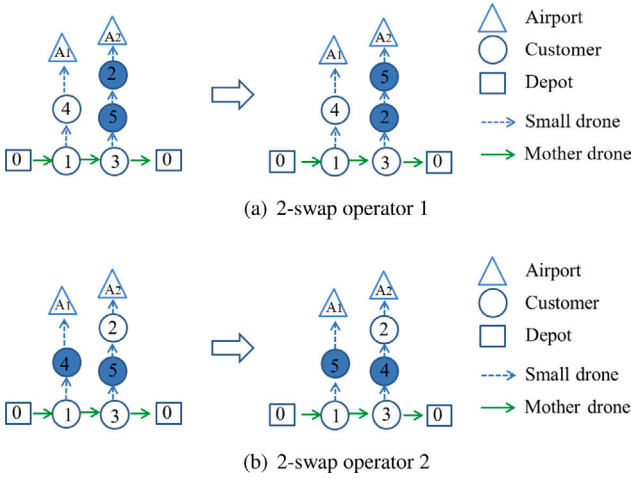 A1 A2 A1 A2 Airport
2 5 Customer
4 5 4 2 Depot
Small drone
0 1 3 0 0 1 3 0 Mother drone
(a) 2-swap operator 1
A1 A2 A1 A2 Airport
2 2 Customer
4 5 5 4 Depot
Small drone
0 1 3 0 0 1 3 0 Mother drone
(b) 2-swap operator 2